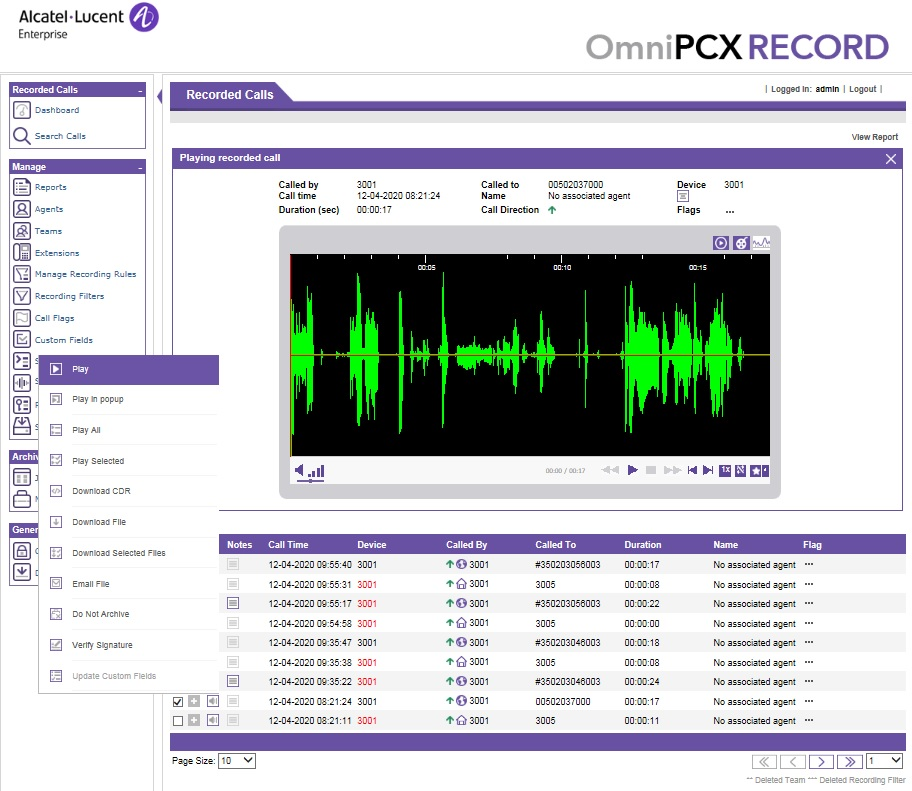 Alcatel·Lucent
Enterprise
OmniPCX RECORD
Recorded Calls -
Dashboard
Search Calls
Manage -
Reports
Agents
Teams
Extensions
Manage Recording Rules
Recording Filters
Call Flags
Custom Fields
Archiv
Gener
Play
Play In popup
Play All
Play Selected
Download CDR
Download File
Download Selected Files
Email File
Do Not Archive
Verify Signature
Update Custom Fields
Recorded Calls
| Logged in: admin | Logout |
View Report
Playing recorded call
Called by 3001 Called to 00502037000 Device 3001
Call time 12-04-2020 08:21:24 Name No associated agent
Duration (sec) 00:00:17 Call Direction Flags ...
00:05 00:10 00:15
00:00 / 00:17 1x N
Notes Call Time Device Called By Called To Duration Name Flag
12-04-2020 09:55:40 3001 3001 #350203056003 00:00:17 No associated agent ...
12-04-2020 09:55:31 3001 3001 3005 00:00:08 No associated agent ...
12-04-2020 09:55:17 3001 3001 #350203056003 00:00:22 No associated agent ...
12-04-2020 09:54:58 3001 3001 3005 00:00:00 No associated agent ...
12-04-2020 09:35:47 3001 3001 #350203046003 00:00:18 No associated agent ...
12-04-2020 09:35:38 3001 3001 3005 00:00:08 No associated agent ...
12-04-2020 09:35:22 3001 3001 #350203046003 00:00:24 No associated agent ...
12-04-2020 08:21:24 3001 3001 00502037000 00:00:17 No associated agent ...
12-04-2020 08:21:11 3001 3001 3005 00:00:11 No associated agent ...
Page Size: 10 1
** Deleted Team *** Deleted Recording Filter